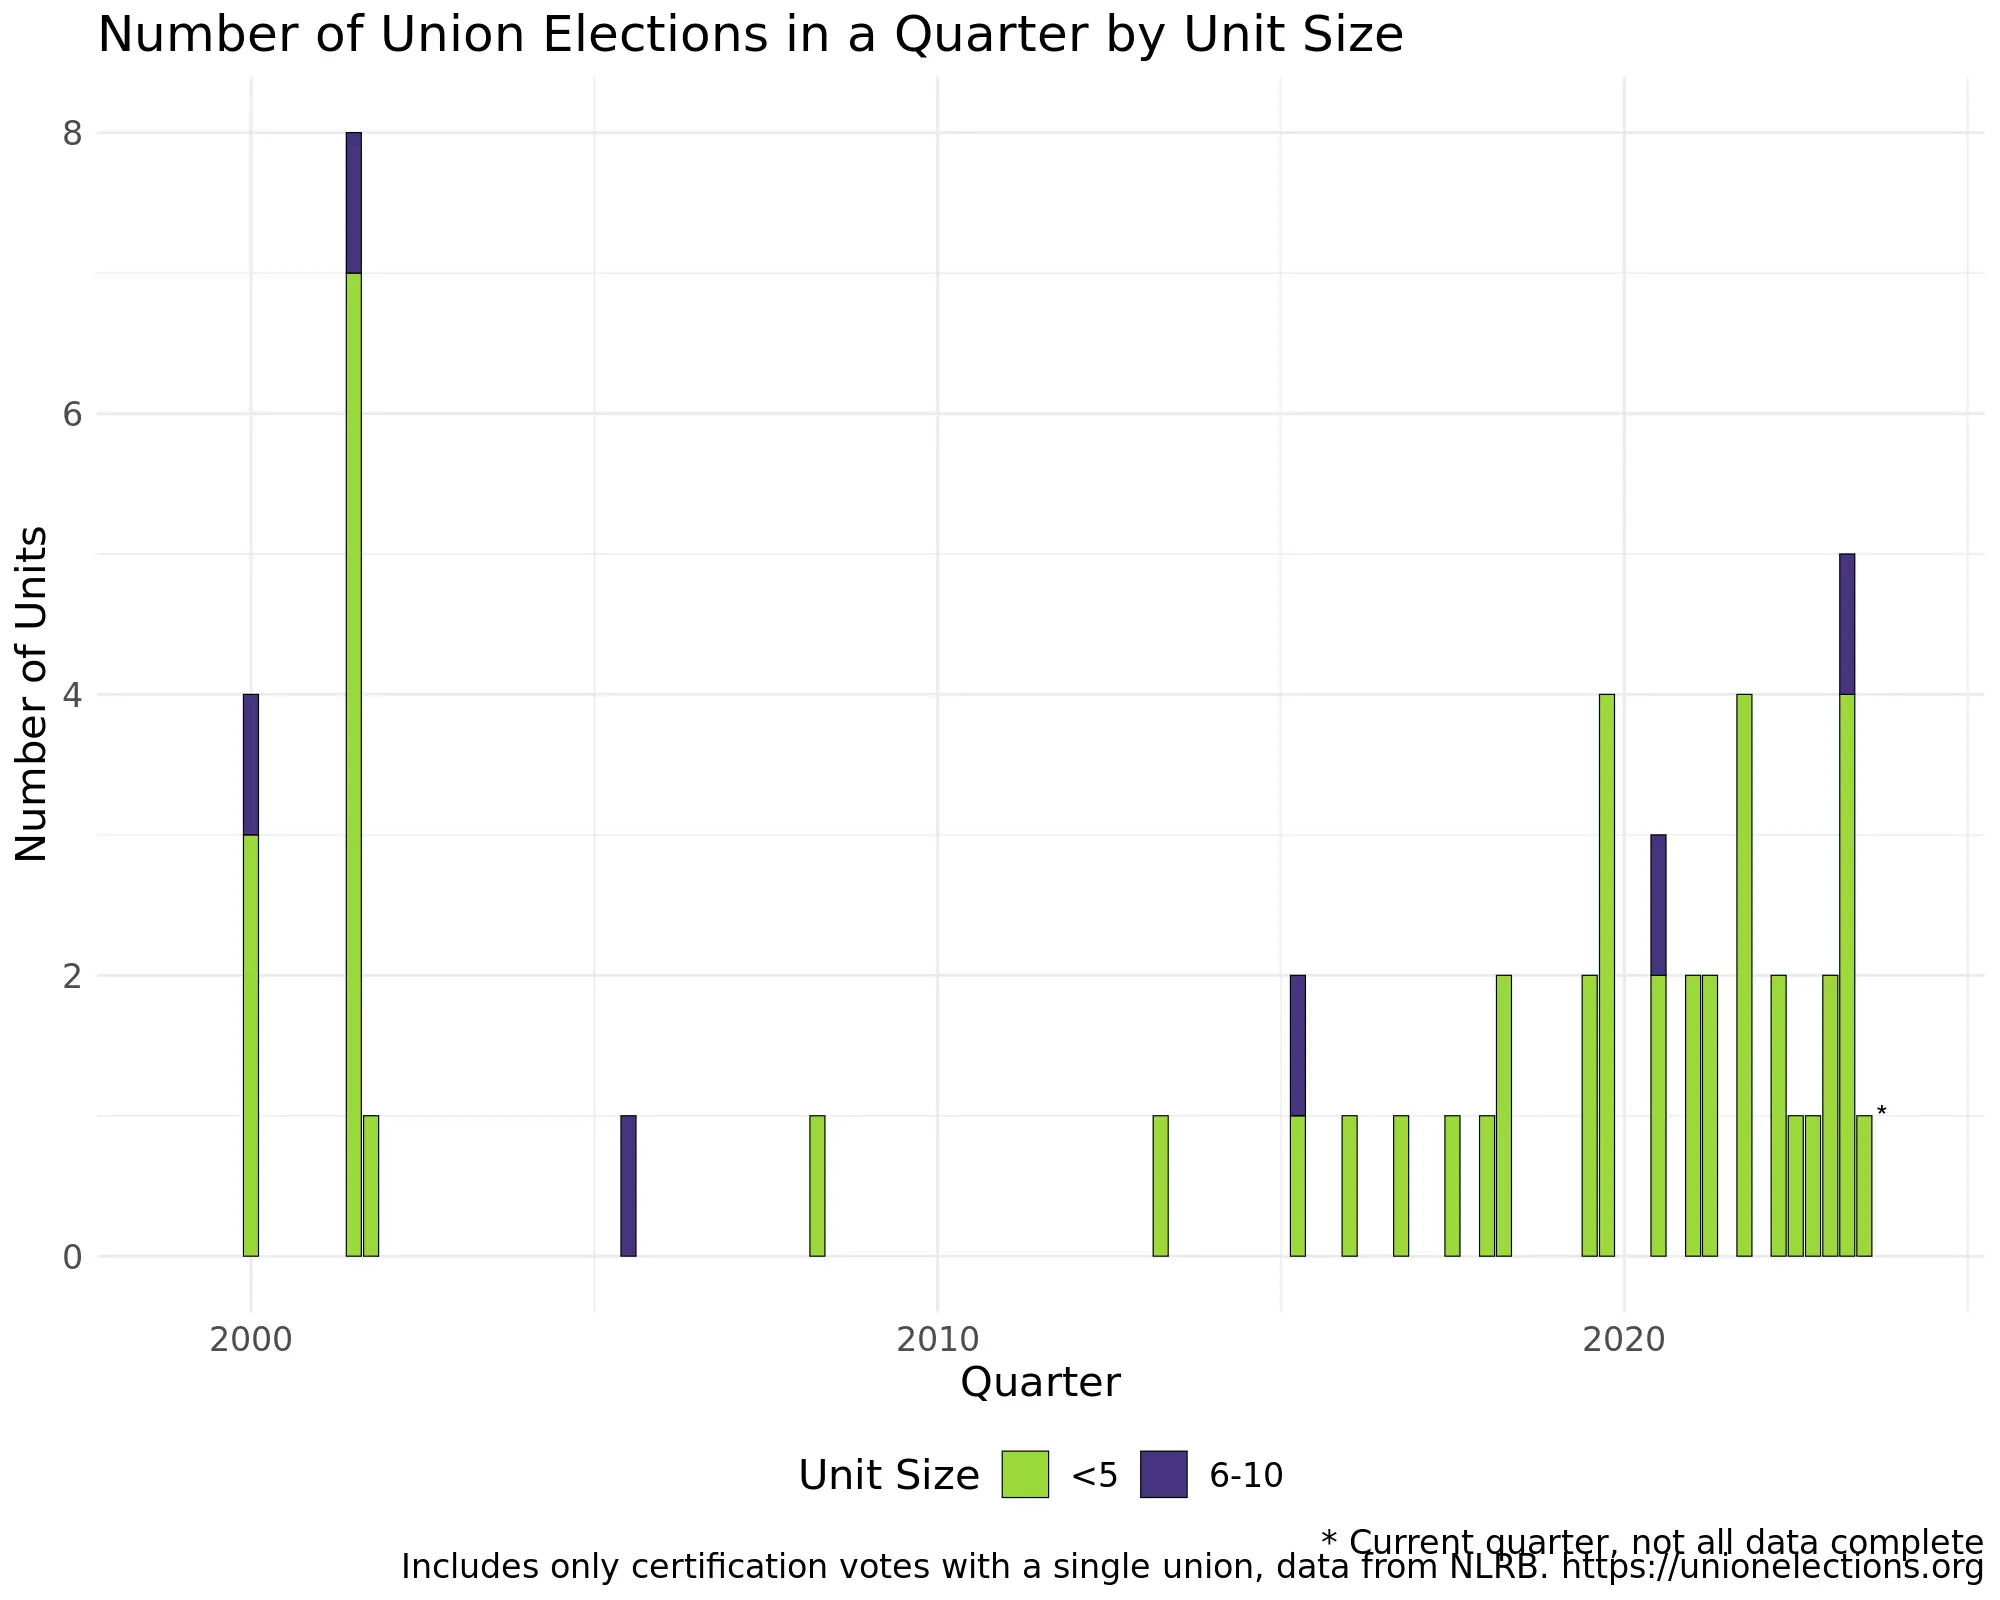 Number of Union Elections in a Quarter by Unit Size
Number of Units
8
6
4
2
0
*
2000 2010 2020
Quarter
Unit Size <5 6-10
* Current quarter, not all data complete
Includes only certification votes with a single union, data from NLRB. https://unionelections.org